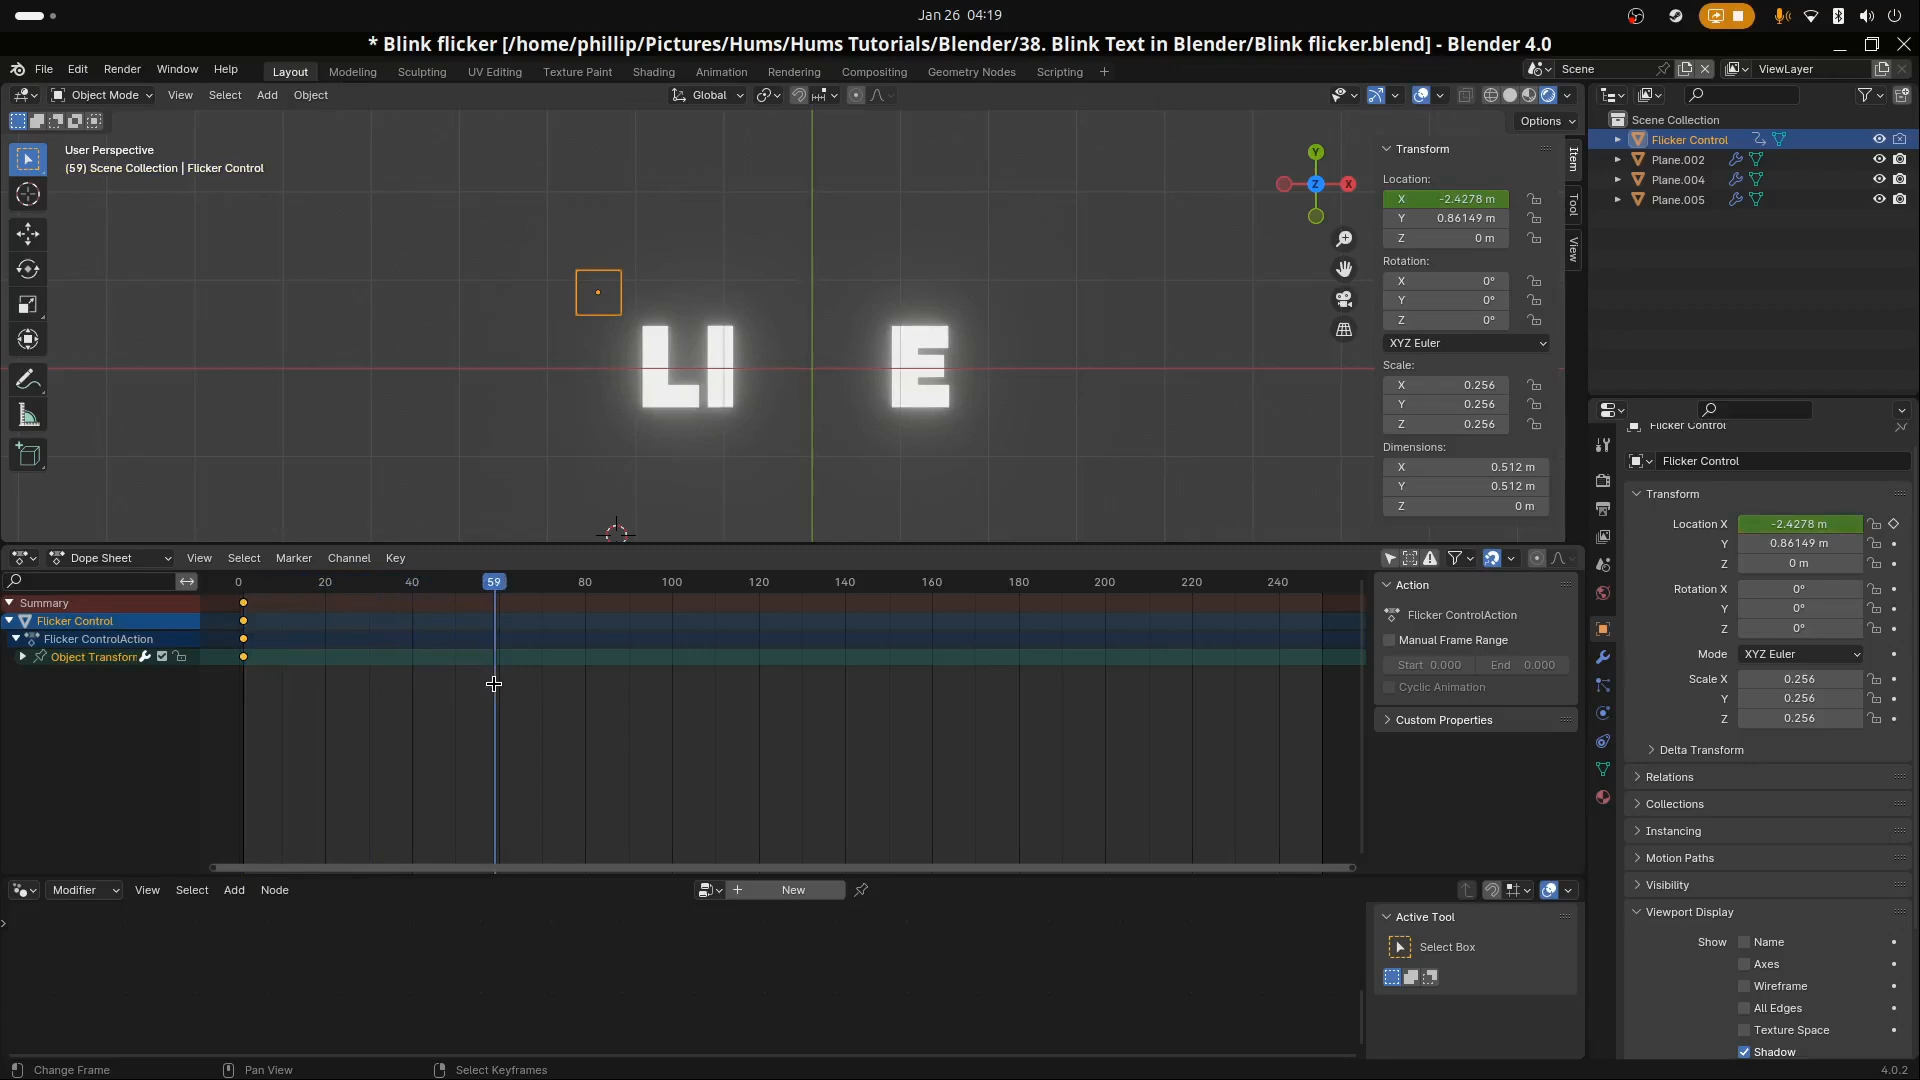 Jan 26 04:19
* Blink flicker [/home/phillip/Pictures/Hums/Hums Tutorials/Blender/38. Blink Text in Blender/Blink flicker.blend] - Blender 4.0
File Edit Render Window Help
Layout Modeling Sculpting UV Editing Texture Paint Shading Animation Rendering Compositing Geometry Nodes Scripting +
Scene
ViewLayer
Object Mode View Select Add Object
Global
Options
User Perspective
(59) Scene Collection | Flicker Control
LI E
Y
X
Z
Transform
Location:
X -2.4278 m
Y 0.86149 m
Z 0 m
Rotation:
X 0°
Y 0°
Z 0°
XYZ Euler
Scale:
X 0.256
Y 0.256
Z 0.256
Dimensions:
X 0.512 m
Y 0.512 m
Z 0 m
Item
Tool
View
Scene Collection
Flicker Control
Plane.002
Plane.004
Plane.005
Flicker Control
Flicker Control
Transform
Location X -2.4278 m
Y 0.86149 m
Z 0 m
Rotation X 0°
Y 0°
Z 0°
Mode XYZ Euler
Scale X 0.256
Y 0.256
Z 0.256
Delta Transform
Relations
Collections
Instancing
Motion Paths
Visibility
Viewport Display
Show Name
Axes
Wireframe
All Edges
Texture Space
Shadow
Dope Sheet View Select Marker Channel Key
0 20 40 59 80 100 120 140 160 180 200 220 240
Summary
Flicker Control
Flicker ControlAction
Object Transform
Action
Flicker ControlAction
Manual Frame Range
Start 0.000 End 0.000
Cyclic Animation
Custom Properties
Modifier View Select Add Node
+ New
Active Tool
Select Box
Change Frame Pan View Select Keyframes
4.0.2